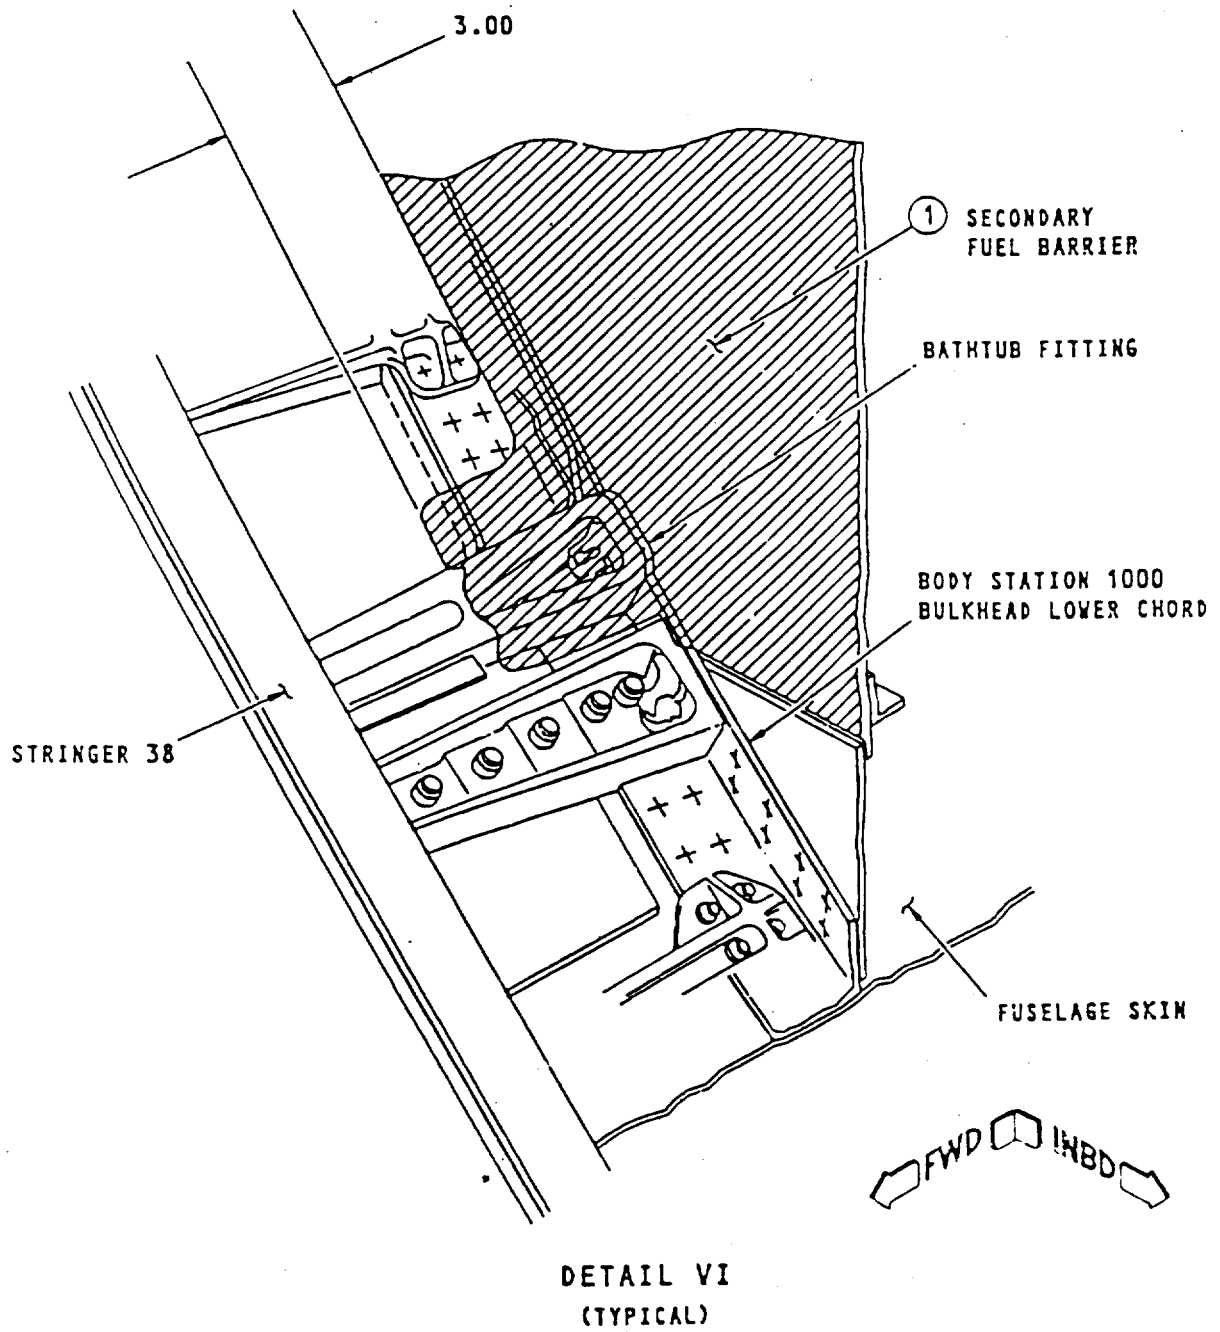 3.00
1 SECONDARY
FUEL BARRIER
BATHTUB FITTING
BODY STATION 1000
BULKHEAD LOWER CHORD
STRINGER 38
FUSELAGE SKIN
FWD INBD
DETAIL VI
(TYPICAL)